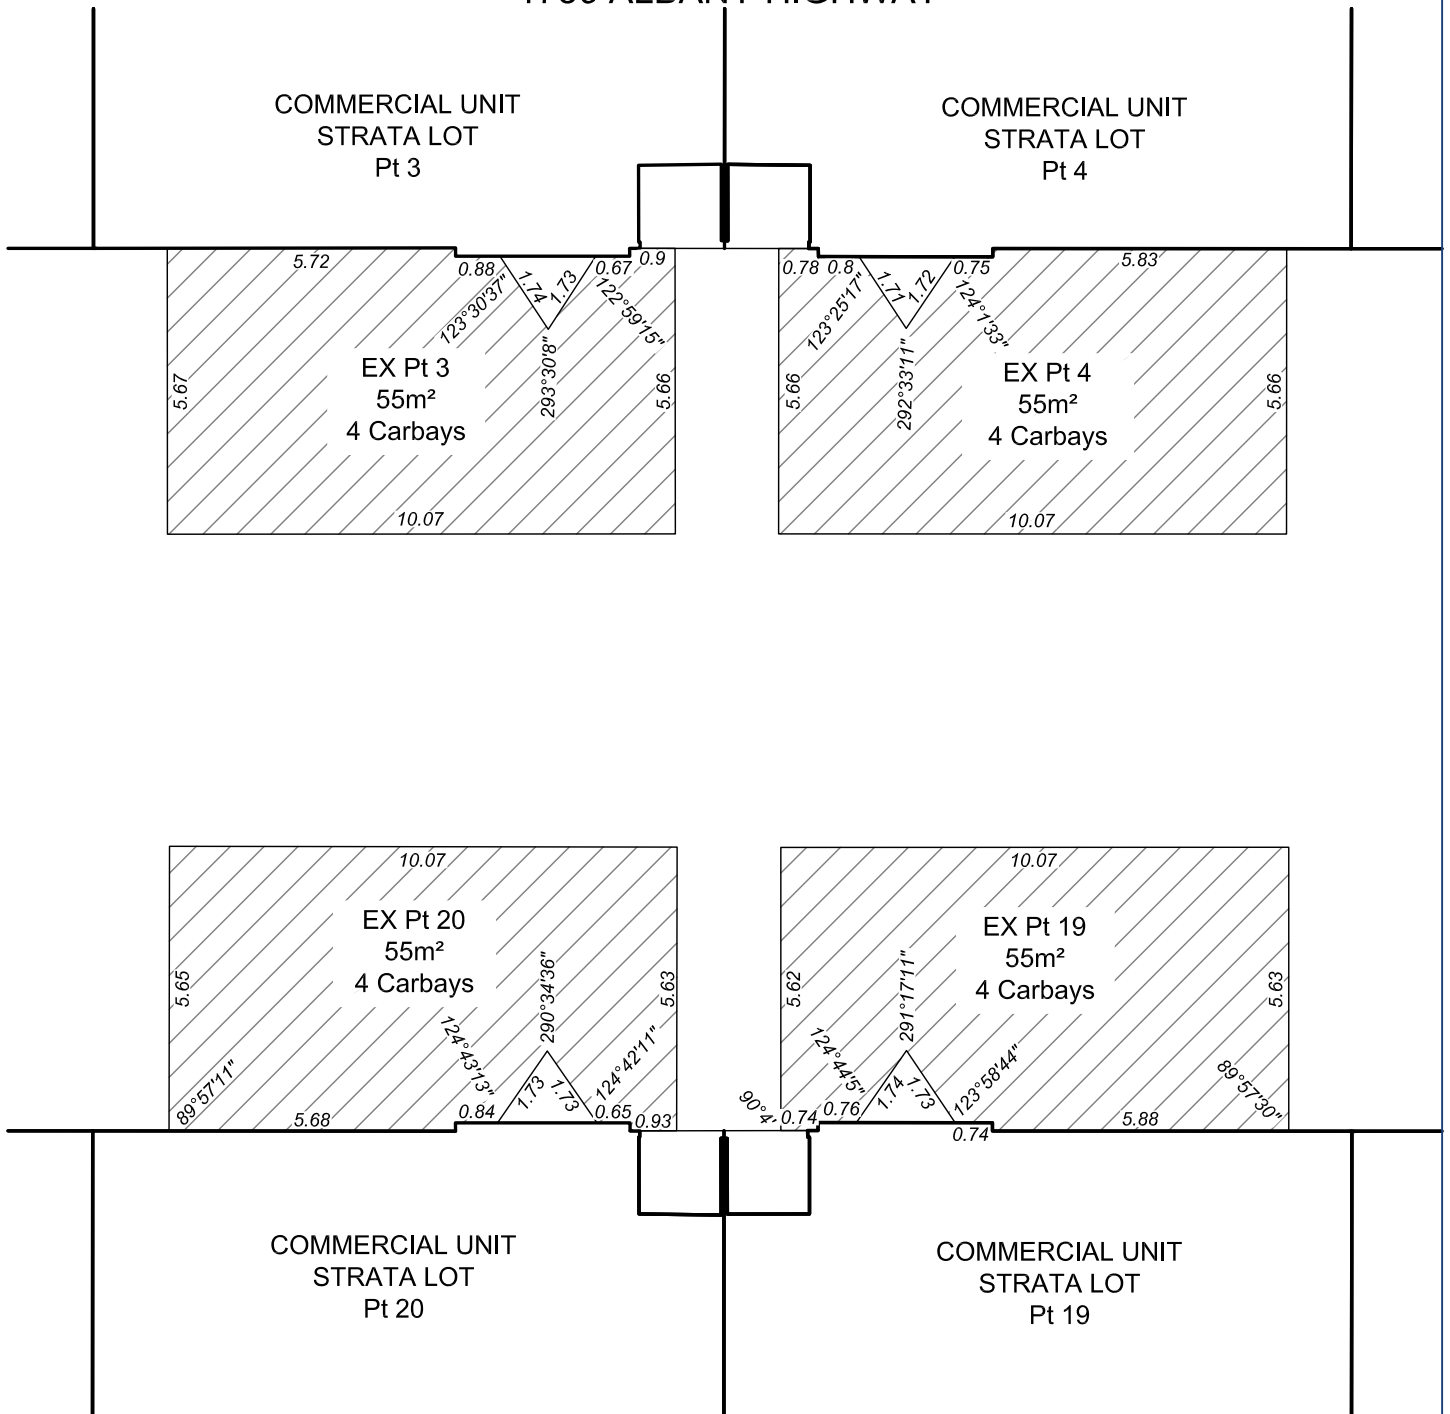 ALBANY HIGHWAY
COMMERCIAL UNIT
STRATA LOT
Pt 3
COMMERCIAL UNIT
STRATA LOT
Pt 4
5.72
0.88
1.74
1.73
0.67
0.9
123°30'37"
122°59'15"
293°30'8"
5.67
EX Pt 3
55m²
4 Carbays
5.66
10.07
0.78
0.8
1.71
1.72
0.75
5.83
123°25'17"
124°1'33"
292°33'11"
5.66
EX Pt 4
55m²
4 Carbays
5.66
10.07
10.07
EX Pt 20
55m²
4 Carbays
5.65
290°34'36"
5.63
124°43'13"
124°42'11"
89°57'11"
1.73
1.73
5.68
0.84
0.65
0.93
10.07
EX Pt 19
55m²
4 Carbays
5.62
291°17'11"
5.63
124°44'5"
123°58'44"
89°57'30"
90°4'
1.74
1.73
0.74
0.76
0.74
5.88
COMMERCIAL UNIT
STRATA LOT
Pt 20
COMMERCIAL UNIT
STRATA LOT
Pt 19